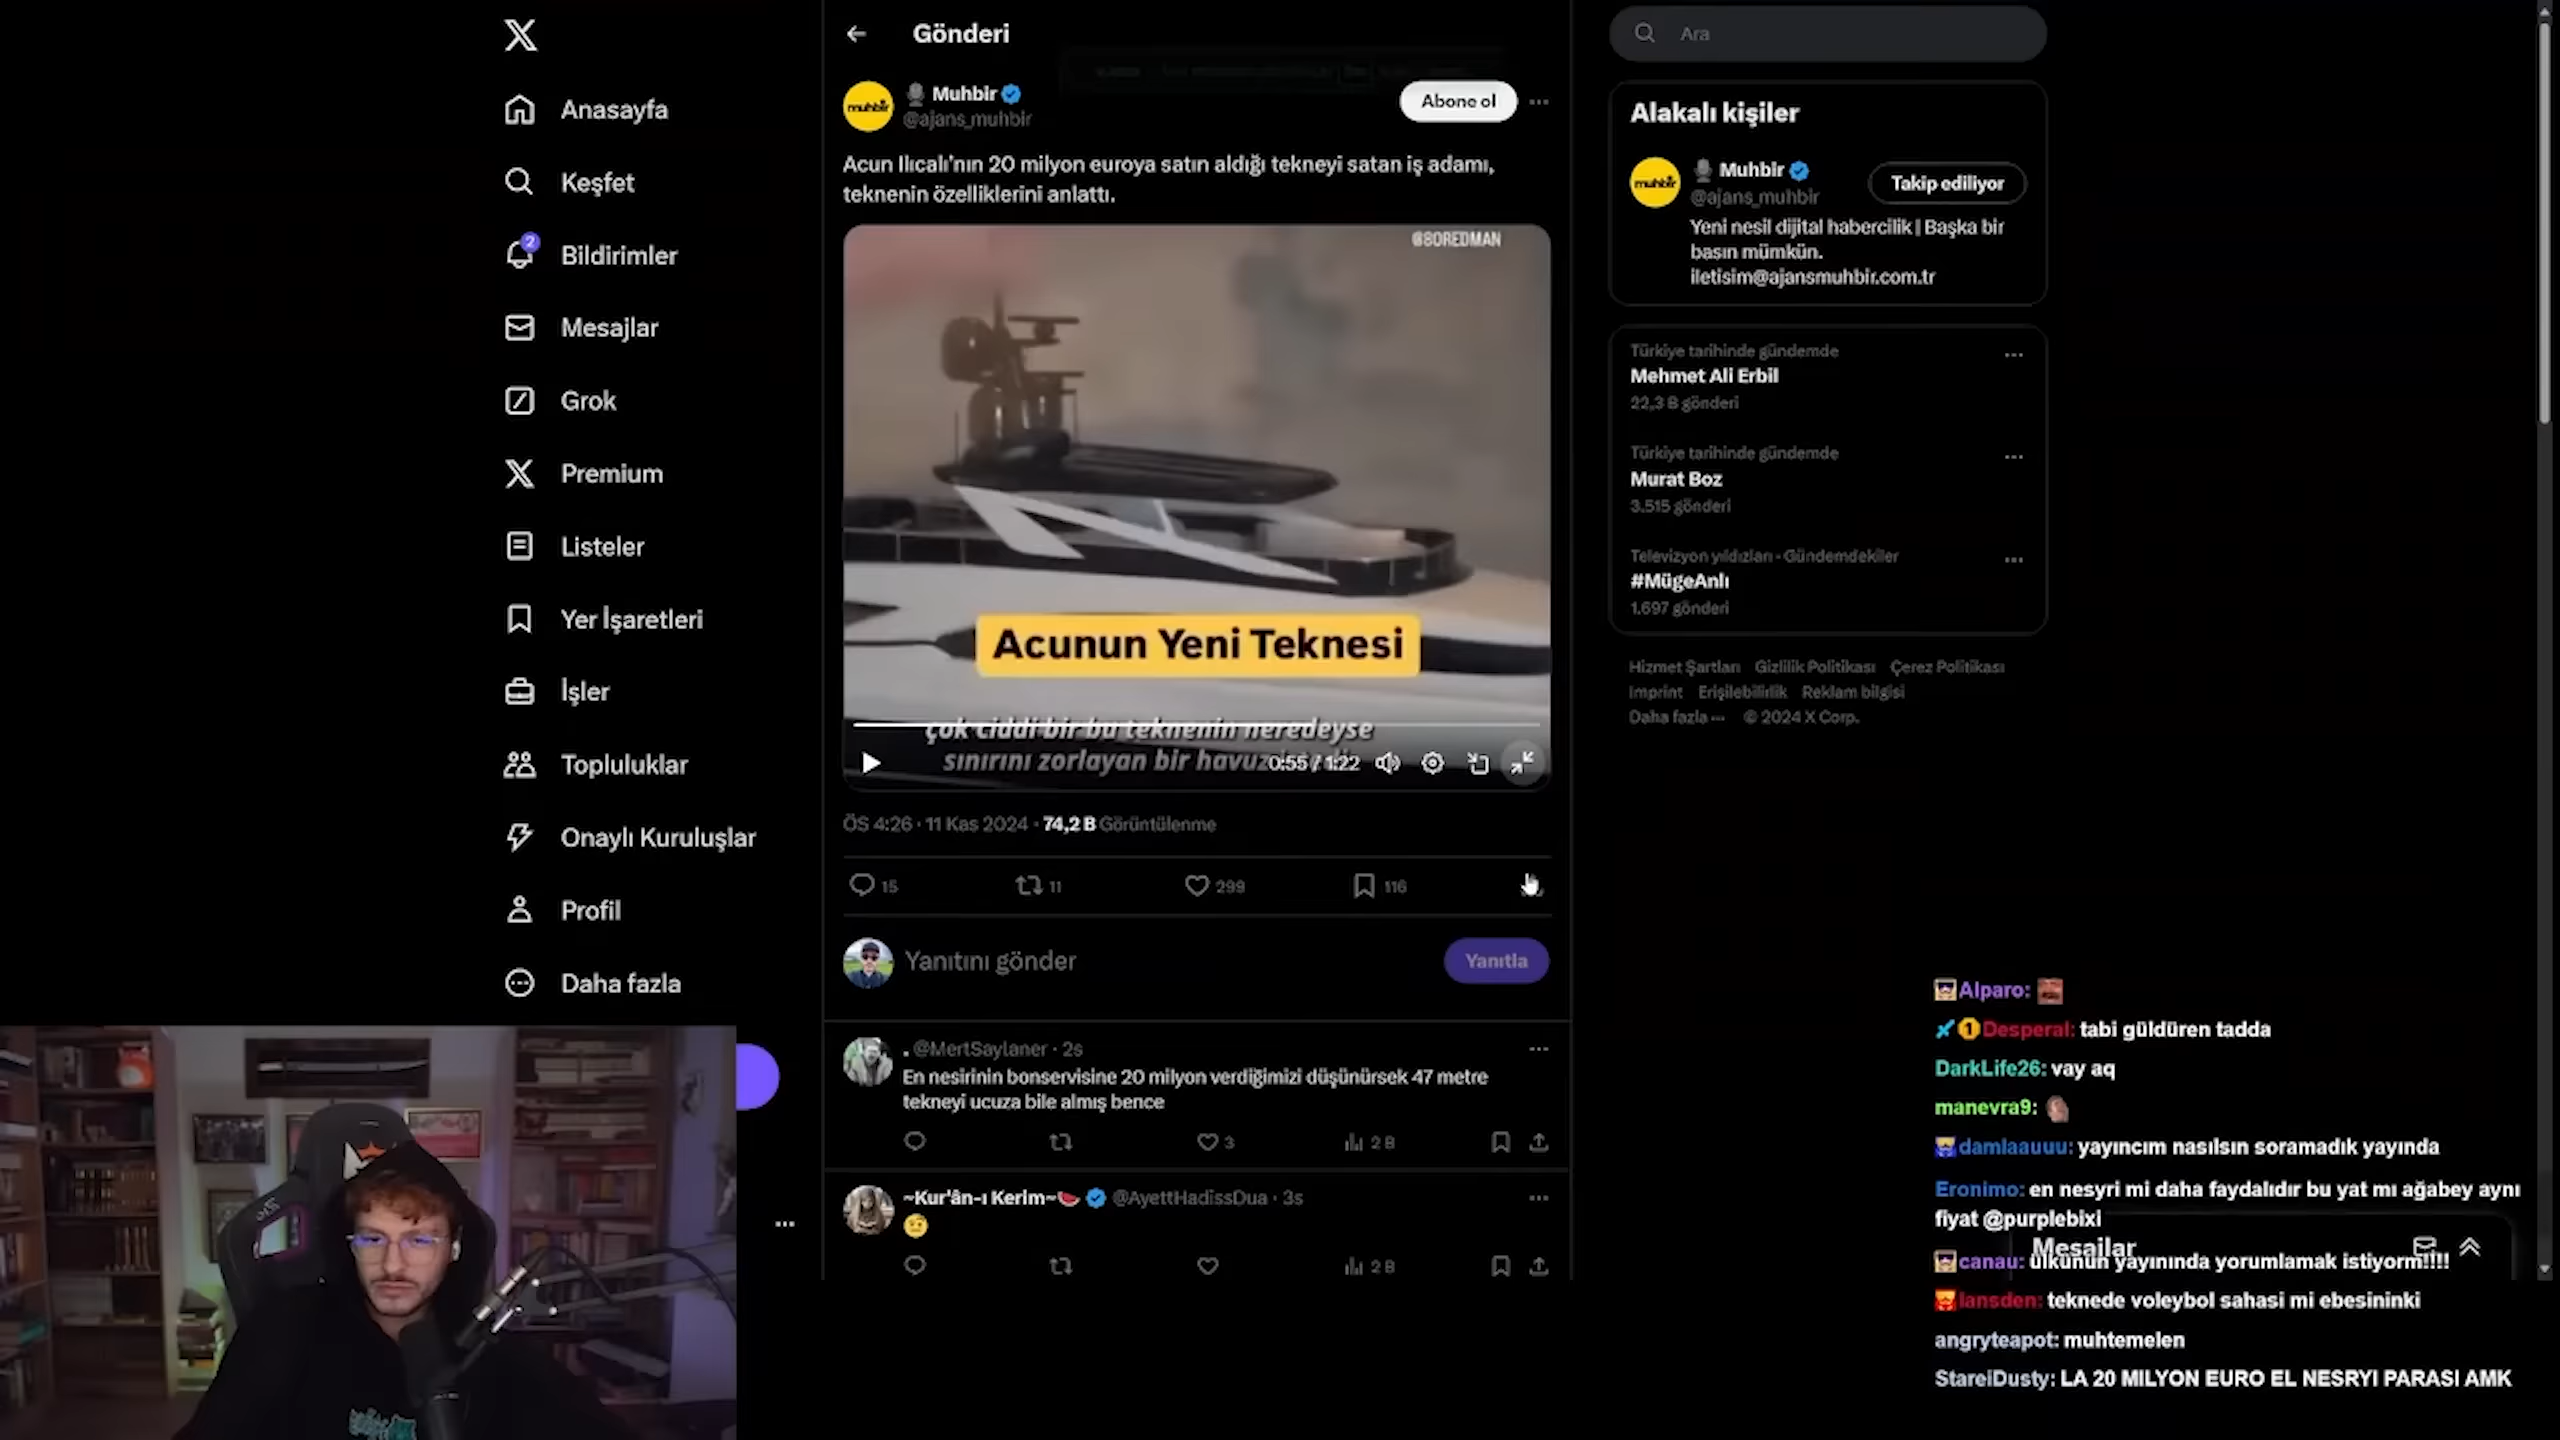 Anasayfa
Keşfet
2
Bildirimler
Mesajlar
Grok
Premium
Listeler
Yer İşaretleri
İşler
Topluluklar
Onaylı Kuruluşlar
Profil
Daha fazla
Gönderi
muhbir
Muhbir
@ajans_muhbir
Abone ol
Acun Ilıcalı'nın 20 milyon euroya satın aldığı tekneyi satan iş adamı,
teknenin özelliklerini anlattı.
@BOREDMAN
Acunun Yeni Teknesi
çok ciddi bir bu teknenin neredeyse
sınırını zorlayan bir havuz
0:55 / 1:22
ÖS 4:26 · 11 Kas 2024 · 74,2 B Görüntülenme
15 11 299 116
Yanıtını gönder
Yanıtla
. @MertSaylaner · 2s
En nesirinin bonservisine 20 milyon verdiğimizi düşünürsek 47 metre
tekneyi ucuza bile almış bence
3 2 B
~Kur'ân-ı Kerim~🍉 @AyettHadissDua · 3s
🤨
2 B
Ara
Alakalı kişiler
muhbir
Muhbir
@ajans_muhbir
Takip ediliyor
Yeni nesil dijital habercilik | Başka bir
basın mümkün.
iletisim@ajansmuhbir.com.tr
Türkiye tarihinde gündemde
Mehmet Ali Erbil
22,3 B gönderi
Türkiye tarihinde gündemde
Murat Boz
3.515 gönderi
Televizyon yıldızları · Gündemdekiler
#MügeAnlı
1.697 gönderi
Hizmet Şartları Gizlilik Politikası Çerez Politikası
Imprint Erişilebilirlik Reklam bilgisi
Daha fazla ··· © 2024 X Corp.
Alparo:
1 Desperal: tabi güldüren tadda
DarkLife26: vay aq
manevra9:
damlaauuu: yayıncım nasılsın soramadık yayında
Eronimo: en nesyri mi daha faydalıdır bu yat mı ağabey aynı
fiyat @purplebixi
Mesajlar
canau: ülkünün yayınında yorumlamak istiyorm!!!!
lansden: teknede voleybol sahasi mi ebesininki
angryteapot: muhtemelen
StareiDusty: LA 20 MILYON EURO EL NESRYI PARASI AMK